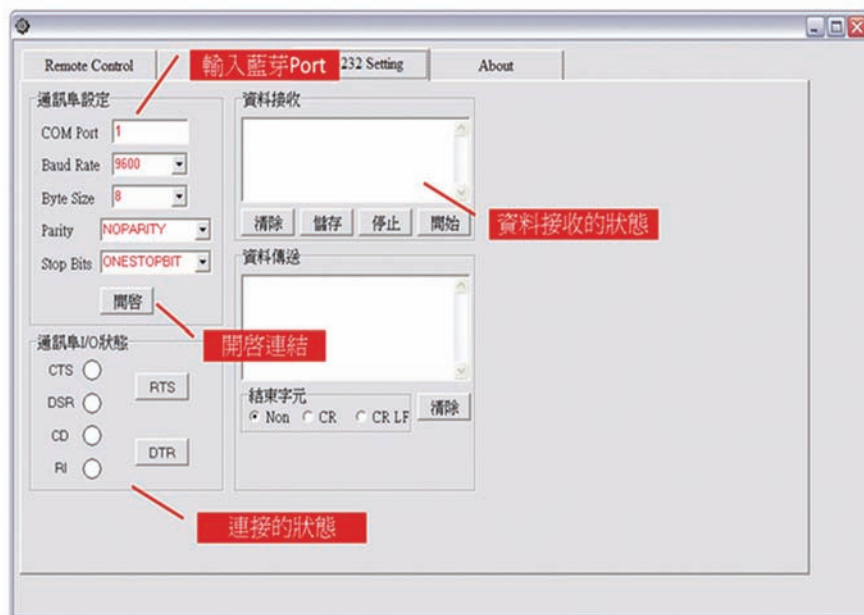 Remote Control
輸入藍芽Port
232 Setting
About
通訊阜設定
COM Port 1
Baud Rate 9600
Byte Size 8
Parity NOPARITY
Stop Bits ONESTOPBIT
開啓
資料接收
清除 儲存 停止 開始
資料接收的狀態
資料傳送
開啓連結
通訊阜I/O狀態
CTS
DSR
CD
RI
RTS
DTR
結束字元
Non CR CR LF
清除
連接的狀態